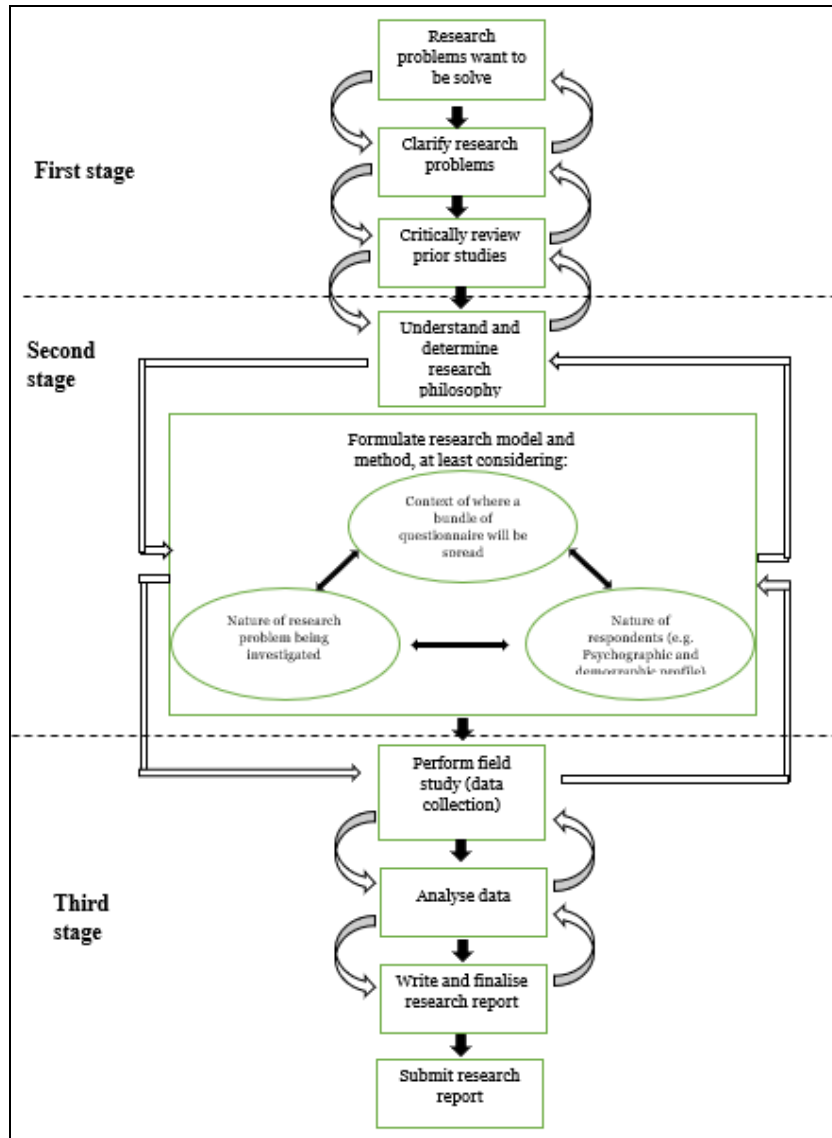 Research
problems want to
be solve
First stage
Clarify research
problems
Critically review
prior studies
Second
stage
Understand and
determine
research
philosophy
Formulate research model and
method, at least considering:
Context of where a
bundle of
questionnaire will be
spread
Nature of research
problem being
investigated
Nature of
respondents (e.g.
Psychographic and
demographic profile)
Perform field
study (data
collection)
Third
stage
Analyse data
Write and finalise
research report
Submit research
report